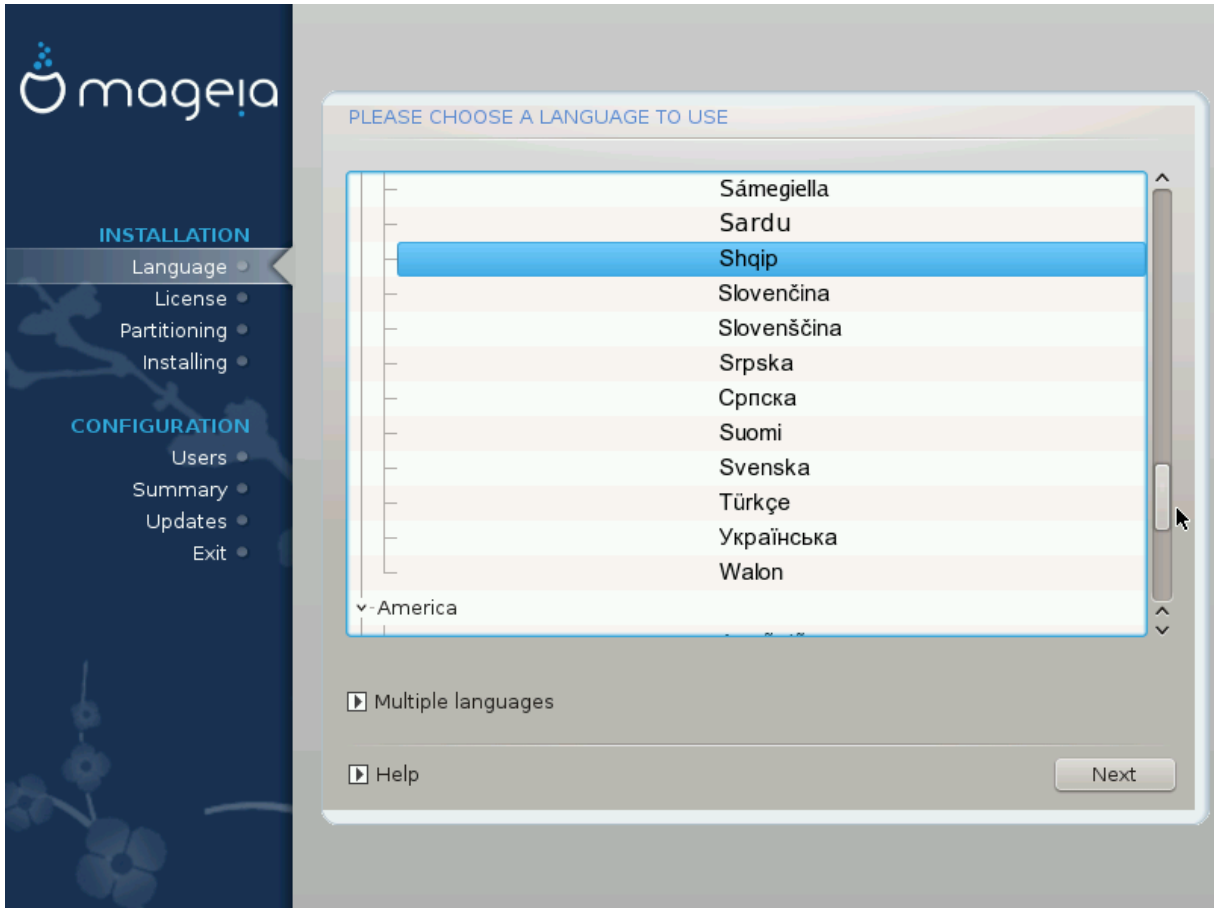 mageia
INSTALLATION
Language
License
Partitioning
Installing
CONFIGURATION
Users
Summary
Updates
Exit
PLEASE CHOOSE A LANGUAGE TO USE
Sámegiella
Sardu
Shqip
Slovenčina
Slovenščina
Srpska
Српска
Suomi
Svenska
Türkçe
Українська
Walon
America
Multiple languages
Help
Next